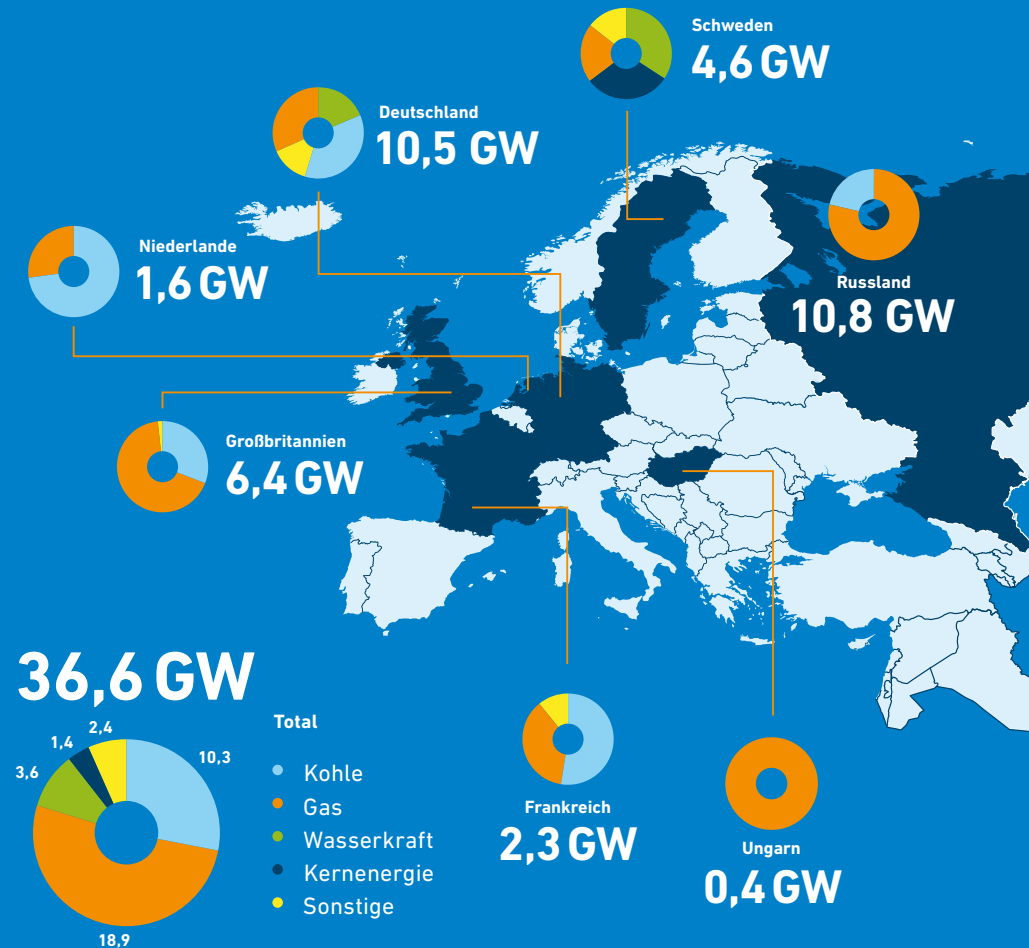 Schweden
4,6 GW
Deutschland
10,5 GW
Niederlande
1,6 GW
Russland
10,8 GW
Großbritannien
6,4 GW
36,6 GW
Total
2,4
1,4
10,3
3,6
18,9
Kohle
Gas
Wasserkraft
Kernenergie
Sonstige
Frankreich
2,3 GW
Ungarn
0,4 GW